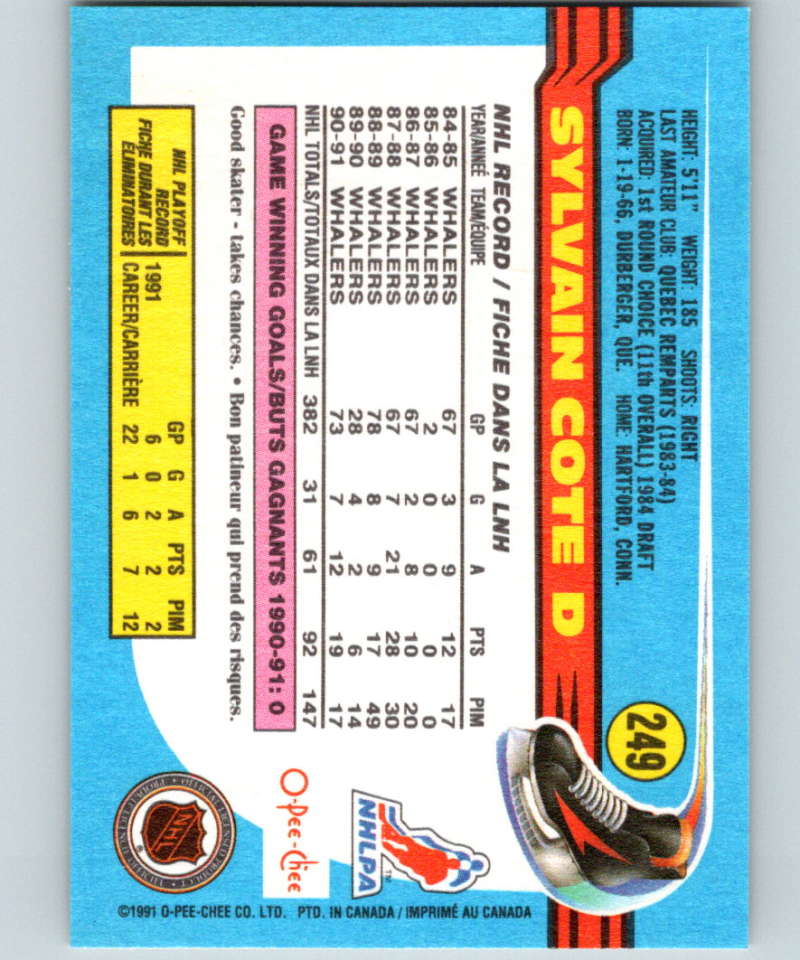 HEIGHT: 5'11" WEIGHT: 185 SHOOTS: RIGHT
LAST AMATEUR CLUB: QUEBEC REMPARTS (1983-84)
ACQUIRED: 1st ROUND CHOICE (11th OVERALL) 1984 DRAFT
BORN: 1-19-66, DURBERGER, QUE. HOME: HARTFORD, CONN.
249
SYLVAIN COTE D
NHL RECORD / FICHE DANS LA LNH
YEAR/ANNÉE TEAM/ÉQUIPE GP G A PTS PIM
84-85 WHALERS 67 3 9 12 17
85-86 WHALERS 2 0 0 0 0
86-87 WHALERS 67 2 8 10 20
87-88 WHALERS 67 7 21 28 30
88-89 WHALERS 78 8 9 17 49
89-90 WHALERS 28 4 2 6 14
90-91 WHALERS 73 7 12 19 17
NHL TOTALS/TOTAUX DANS LA LNH 382 31 61 92 147
GAME WINNING GOALS/BUTS GAGNANTS 1990-91: 0
Good skater - takes chances. • Bon patineur qui prend des risques.
NHL PLAYOFF
RECORD
FICHE DURANT LES
ÉLIMINATOIRES
GP G A PTS PIM
1991 6 0 2 2 2
CAREER/CARRIÈRE 22 1 6 7 12
NHLPA
TM
O-Pee-Chee
NHL
©1991 O-PEE-CHEE CO. LTD. PTD. IN CANADA / IMPRIMÉ AU CANADA